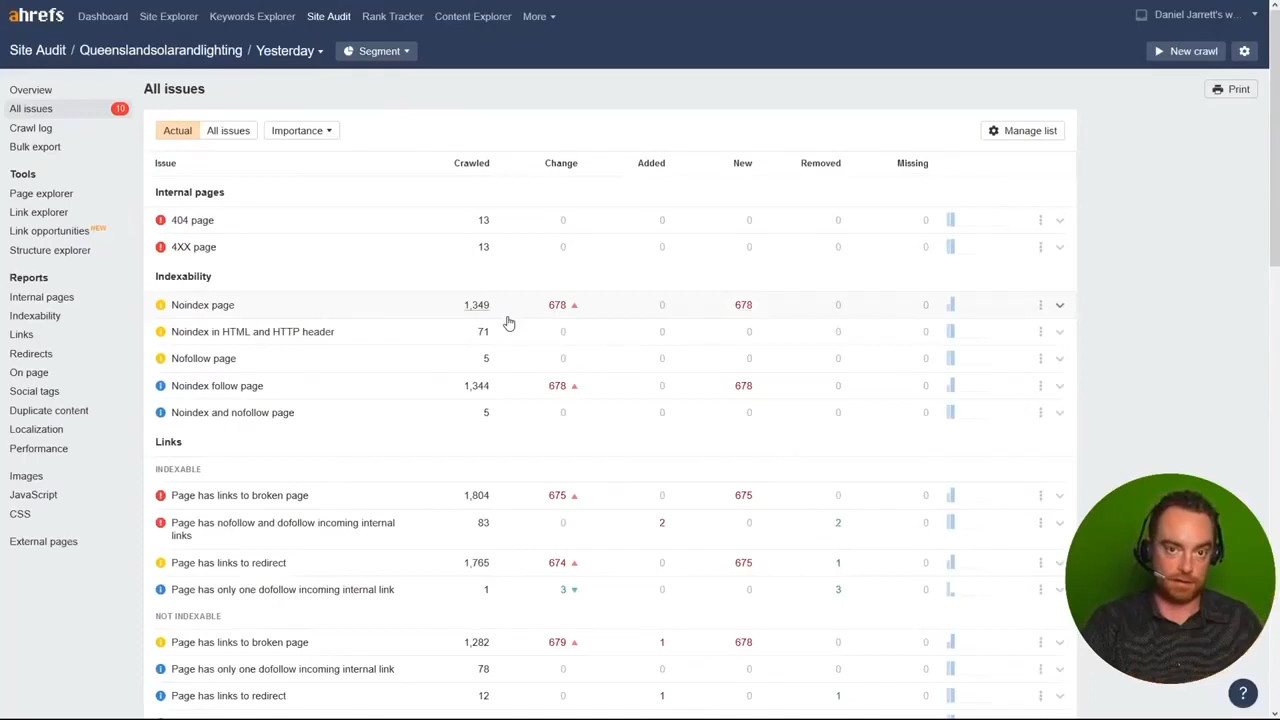 ahrefs Dashboard Site Explorer Keywords Explorer Site Audit Rank Tracker Content Explorer More Daniel Jarrett's w...
Site Audit / Queenslandsolarandlighting / Yesterday Segment New crawl
Overview
All issues 10
Crawl log
Bulk export
Tools
Page explorer
Link explorer
Link opportunities NEW
Structure explorer
Reports
Internal pages
Indexability
Links
Redirects
On page
Social tags
Duplicate content
Localization
Performance
Images
JavaScript
CSS
External pages
All issues Print
Actual All issues Importance Manage list
Issue Crawled Change Added New Removed Missing
Internal pages
404 page 13 0 0 0 0 0
4XX page 13 0 0 0 0 0
Indexability
Noindex page 1,349 678 0 678 0 0
Noindex in HTML and HTTP header 71 0 0 0 0 0
Nofollow page 5 0 0 0 0 0
Noindex follow page 1,344 678 0 678 0 0
Noindex and nofollow page 5 0 0 0 0 0
Links
INDEXABLE
Page has links to broken page 1,804 675 0 675 0 0
Page has nofollow and dofollow incoming internal 83 0 2 0 2 0
links
Page has links to redirect 1,765 674 0 675 1 0
Page has only one dofollow incoming internal link 1 3 0 0 3 0
NOT INDEXABLE
Page has links to broken page 1,282 679 1 678 0 0
Page has only one dofollow incoming internal link 78 0 0 0 0 0
Page has links to redirect 12 0 1 0 1 0
?